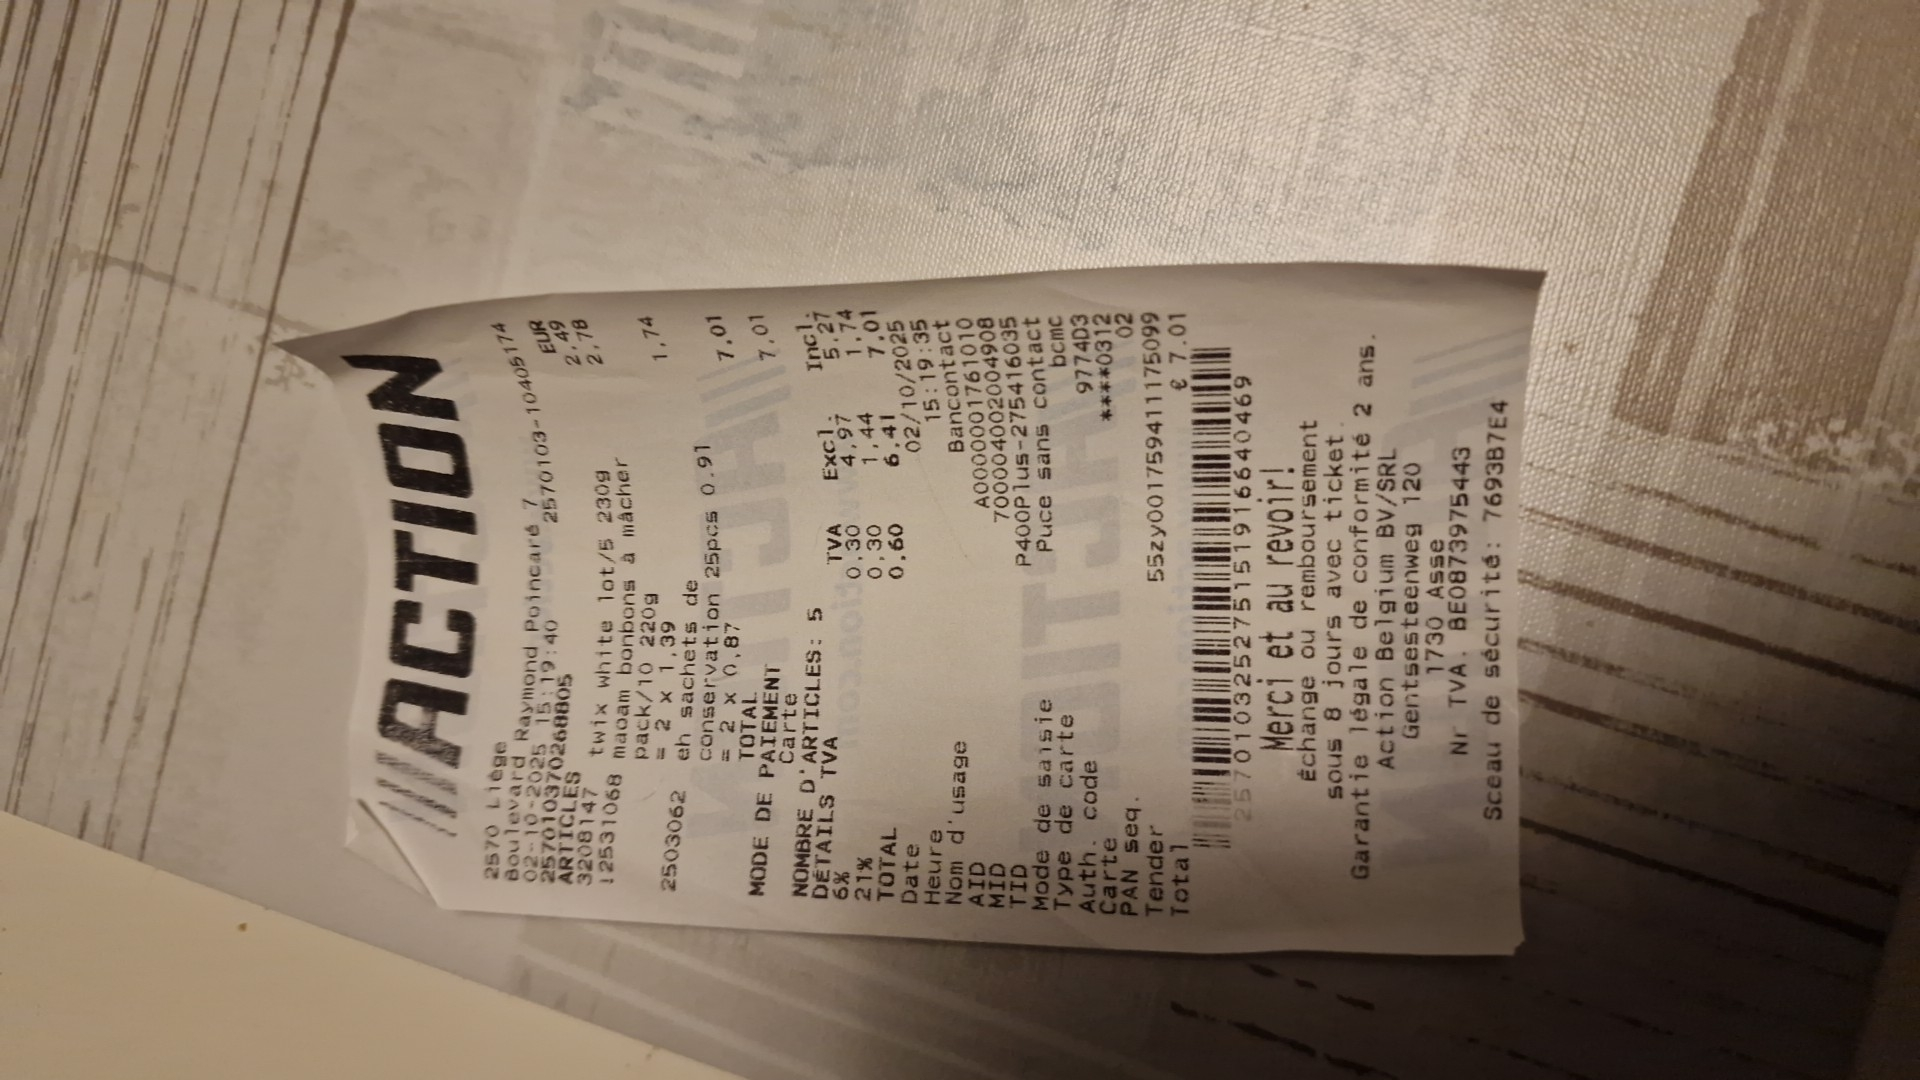 ACTION
2570 Liège
Boulevard Raymond Poincaré 7
02-10-2025 15:19:40 2570103-10405174
2570103702688805
ARTICLES EUR
3208147 twix white lot/5 230g 2,49
!2531068 maoam bonbons à mâcher 2,78
pack/10 220g
= 2 x 1,39
2503062 eh sachets de 1,74
conservation 25pcs 0.91
= 2 x 0,87
TOTAL 7,01
MODE DE PAIEMENT
Carte 7,01
NOMBRE D'ARTICLES: 5
DÉTAILS TVA TVA Excl. Incl.
6% 0,30 4,97 5,27
21% 0,30 1,44 1,74
TOTAL 0,60 6,41 7,01
Date 02/10/2025
Heure 15:19:35
Nom d'usage Bancontact
AID A0000001761010
MID 700004002004908
TID P400Plus-275416035
Mode de saisie Puce sans contact
Type de carte bcmc
Auth. code 9774D3
Carte ****0312
PAN seq. 02
Tender 55zy001759411175099
Total € 7.01
2570103252751519166640469
Merci et au revoir!
Échange ou remboursement
sous 8 jours avec ticket.
Garantie légale de conformité 2 ans.
Action Belgium BV/SRL
Gentsesteenweg 120
1730 Asse
Nr TVA. BE0873975443
Sceau de sécurité: 7693B7E4